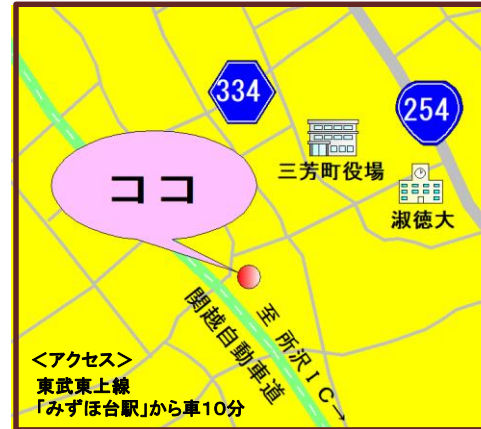 334
254
三芳町役場
淑徳大
ココ
関越自動車道
至 所沢IC→
<アクセス>
東武東上線
「みずほ台駅」から車10分